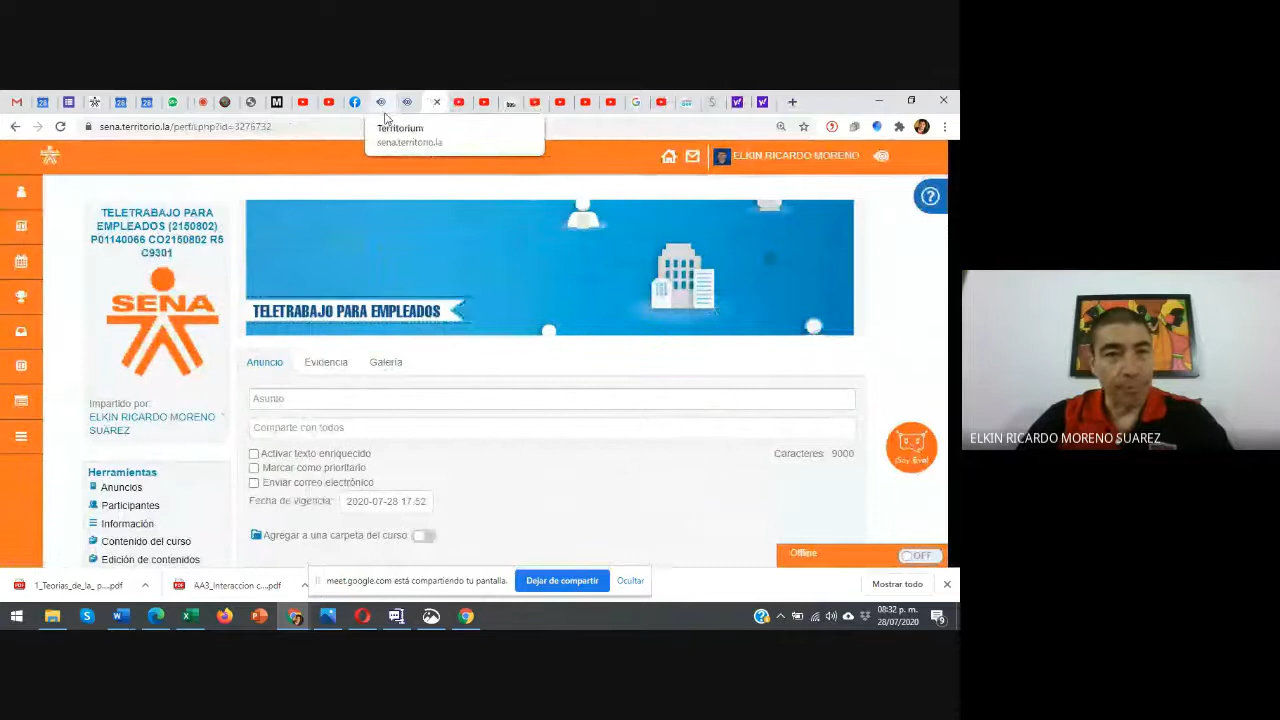 sena.territorio.la/perfil.php?id=3276732
Territorium
sena.territorio.la
ELKIN RICARDO MORENO
TELETRABAJO PARA
EMPLEADOS (2150802)
P01140066 CO2150802 R5
C9301
SENA
TELETRABAJO PARA EMPLEADOS
Impartido por:
ELKIN RICARDO MORENO
SUAREZ
Anuncio Evidencia Galería
Asunto
Comparte con todos
Activar texto enriquecido
Caracteres: 9000
Marcar como prioritario
Enviar correo electrónico
Fecha de vigencia: 2020-07-28 17:52
Agregar a una carpeta del curso
Herramientas
Anuncios
Participantes
Información
Contenido del curso
Edición de contenidos
¡Soy Eva!
Offline OFF
meet.google.com está compartiendo tu pantalla. Dejar de compartir Ocultar
1_Teorias_de_la_p....pdf
AA3_Interaccion c....pdf
Mostrar todo
08:32 p. m.
28/07/2020
ELKIN RICARDO MORENO SUAREZ